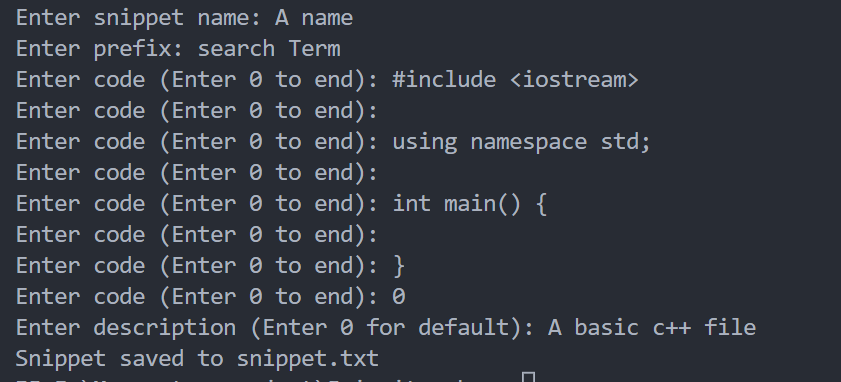 Enter snippet name: A name
Enter prefix: search Term
Enter code (Enter 0 to end): #include <iostream>
Enter code (Enter 0 to end):
Enter code (Enter 0 to end): using namespace std;
Enter code (Enter 0 to end):
Enter code (Enter 0 to end): int main() {
Enter code (Enter 0 to end):
Enter code (Enter 0 to end): }
Enter code (Enter 0 to end): 0
Enter description (Enter 0 for default): A basic c++ file
Snippet saved to snippet.txt